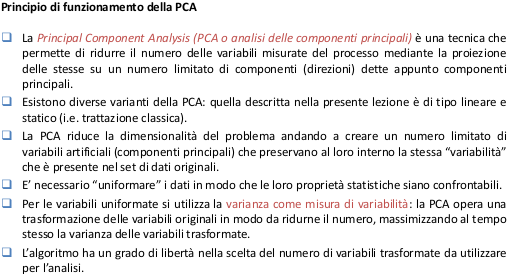 Principio di funzionamento della PCA
La Principal Component Analysis (PCA o analisi delle componenti principali) è una tecnica che
permette di ridurre il numero delle variabili misurate del processo mediante la proiezione
delle stesse su un numero limitato di componenti (direzioni) dette appunto componenti
principali.
Esistono diverse varianti della PCA: quella descritta nella presente lezione è di tipo lineare e
statico (i.e. trattazione classica).
La PCA riduce la dimensionalità del problema andando a creare un numero limitato di
variabili artificiali (componenti principali) che preservano al loro interno la stessa “variabilità”
che è presente nel set di dati originali.
E’ necessario “uniformare” i dati in modo che le loro proprietà statistiche siano confrontabili.
Per le variabili uniformate si utilizza la varianza come misura di variabilità: la PCA opera una
trasformazione delle variabili originali in modo da ridurne il numero, massimizzando al tempo
stesso la varianza delle variabili trasformate.
L’algoritmo ha un grado di libertà nella scelta del numero di variabili trasformate da utilizzare
per l’analisi.